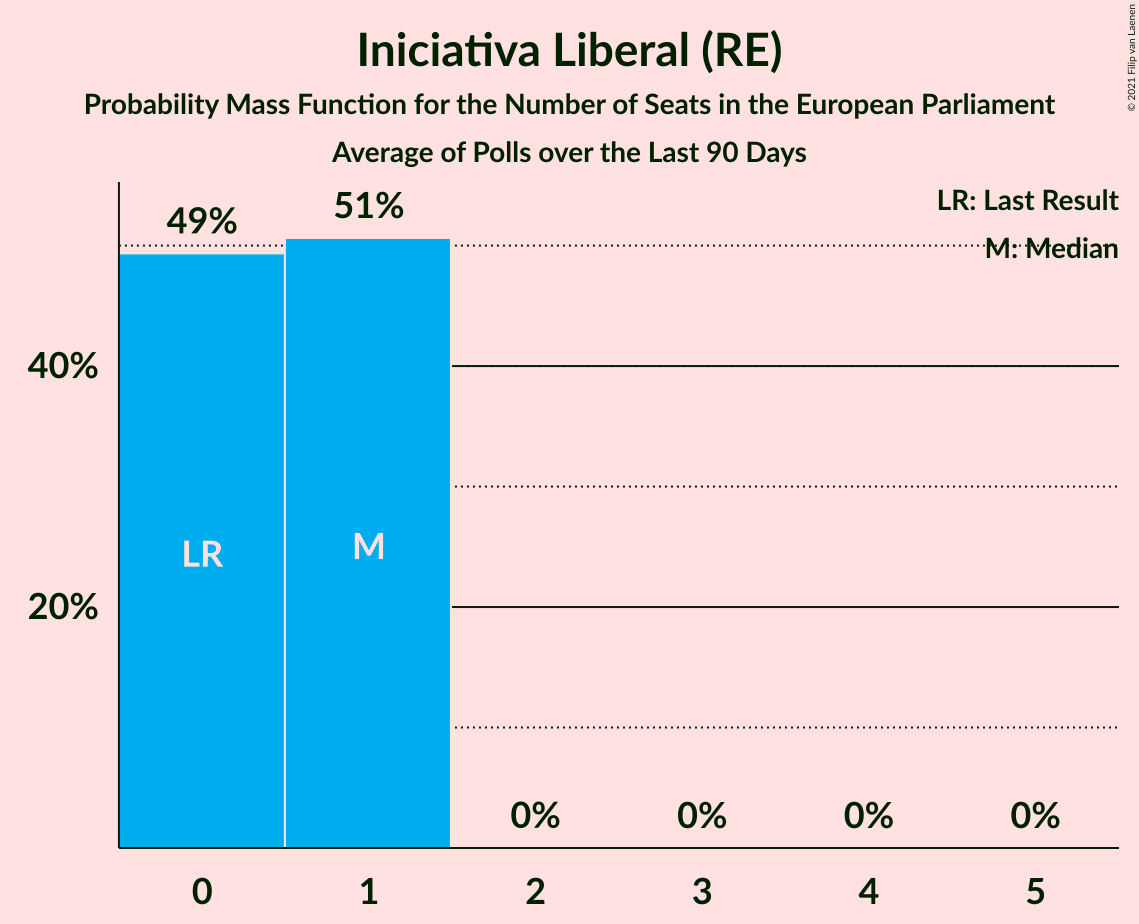 Iniciativa Liberal (RE)
Probability Mass Function for the Number of Seats in the European Parliament
Average of Polls over the Last 90 Days
© 2021 Filip van Laenen
LR: Last Result
M: Median
49%
51%
40%
20%
LR
M
0%
0%
0%
0%
0
1
2
3
4
5